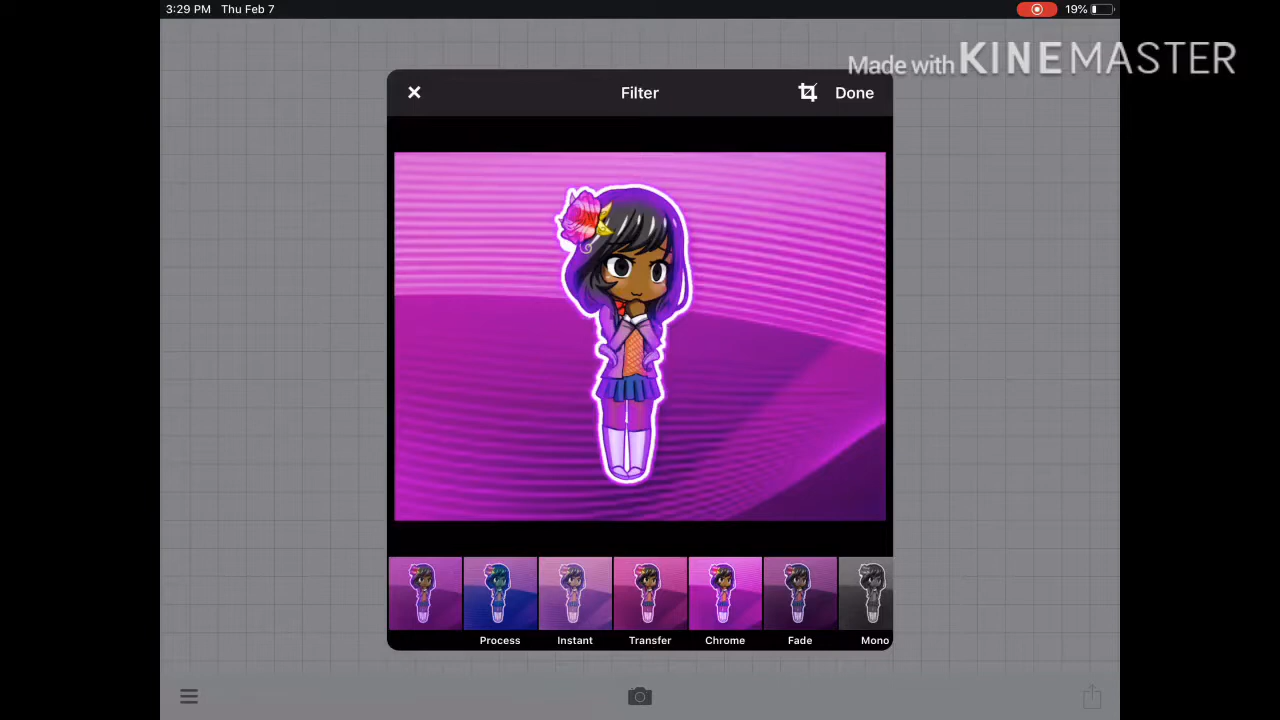 3:29 PM Thu Feb 7
19%
Made with KINEMASTER
Filter
Done
Process
Instant
Transfer
Chrome
Fade
Mono